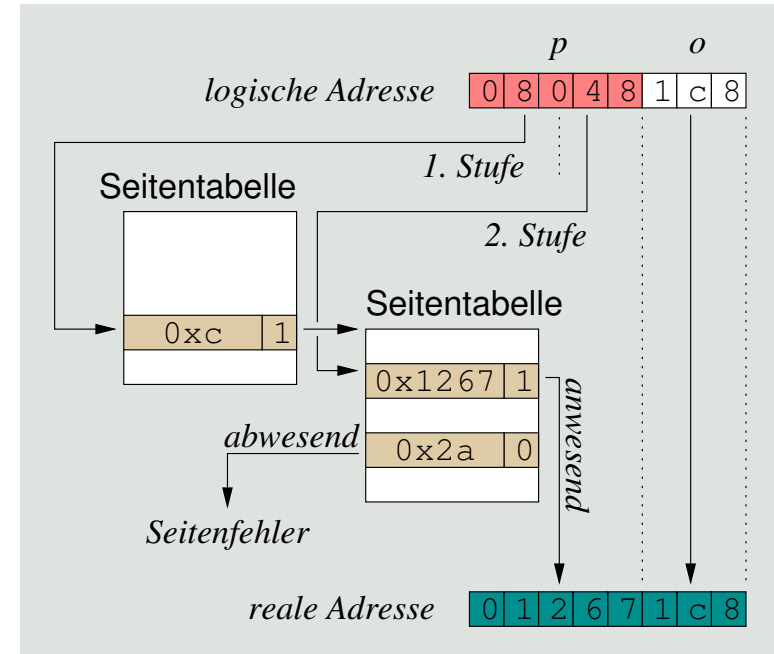 p o
logische Adresse 0 8 0 4 8 1 c 8
1. Stufe
Seitentabelle
2. Stufe
Seitentabelle
0xc 1
0x1267 1
anwesend
abwesend
0x2a 0
Seitenfehler
reale Adresse 0 1 2 6 7 1 c 8